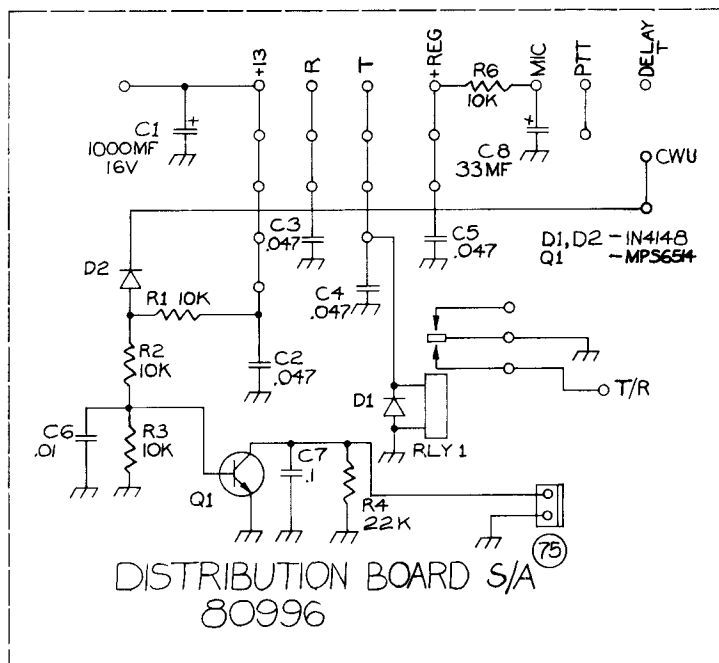 +13
R
T
+REG
R6
10K
MIC
PTT
DELAY T
C1
1000MF
16V
+
+
C8
33MF
CWU
C3
.047
C5
.047
D1, D2 - IN4148
Q1 - MPS6514
D2
R1 10K
C4
.047
R2
10K
C2
.047
D1
T/R
C6
.01
R3
10K
RLY 1
C7
.1
Q1
R4
22K
75
DISTRIBUTION BOARD S/A
80996